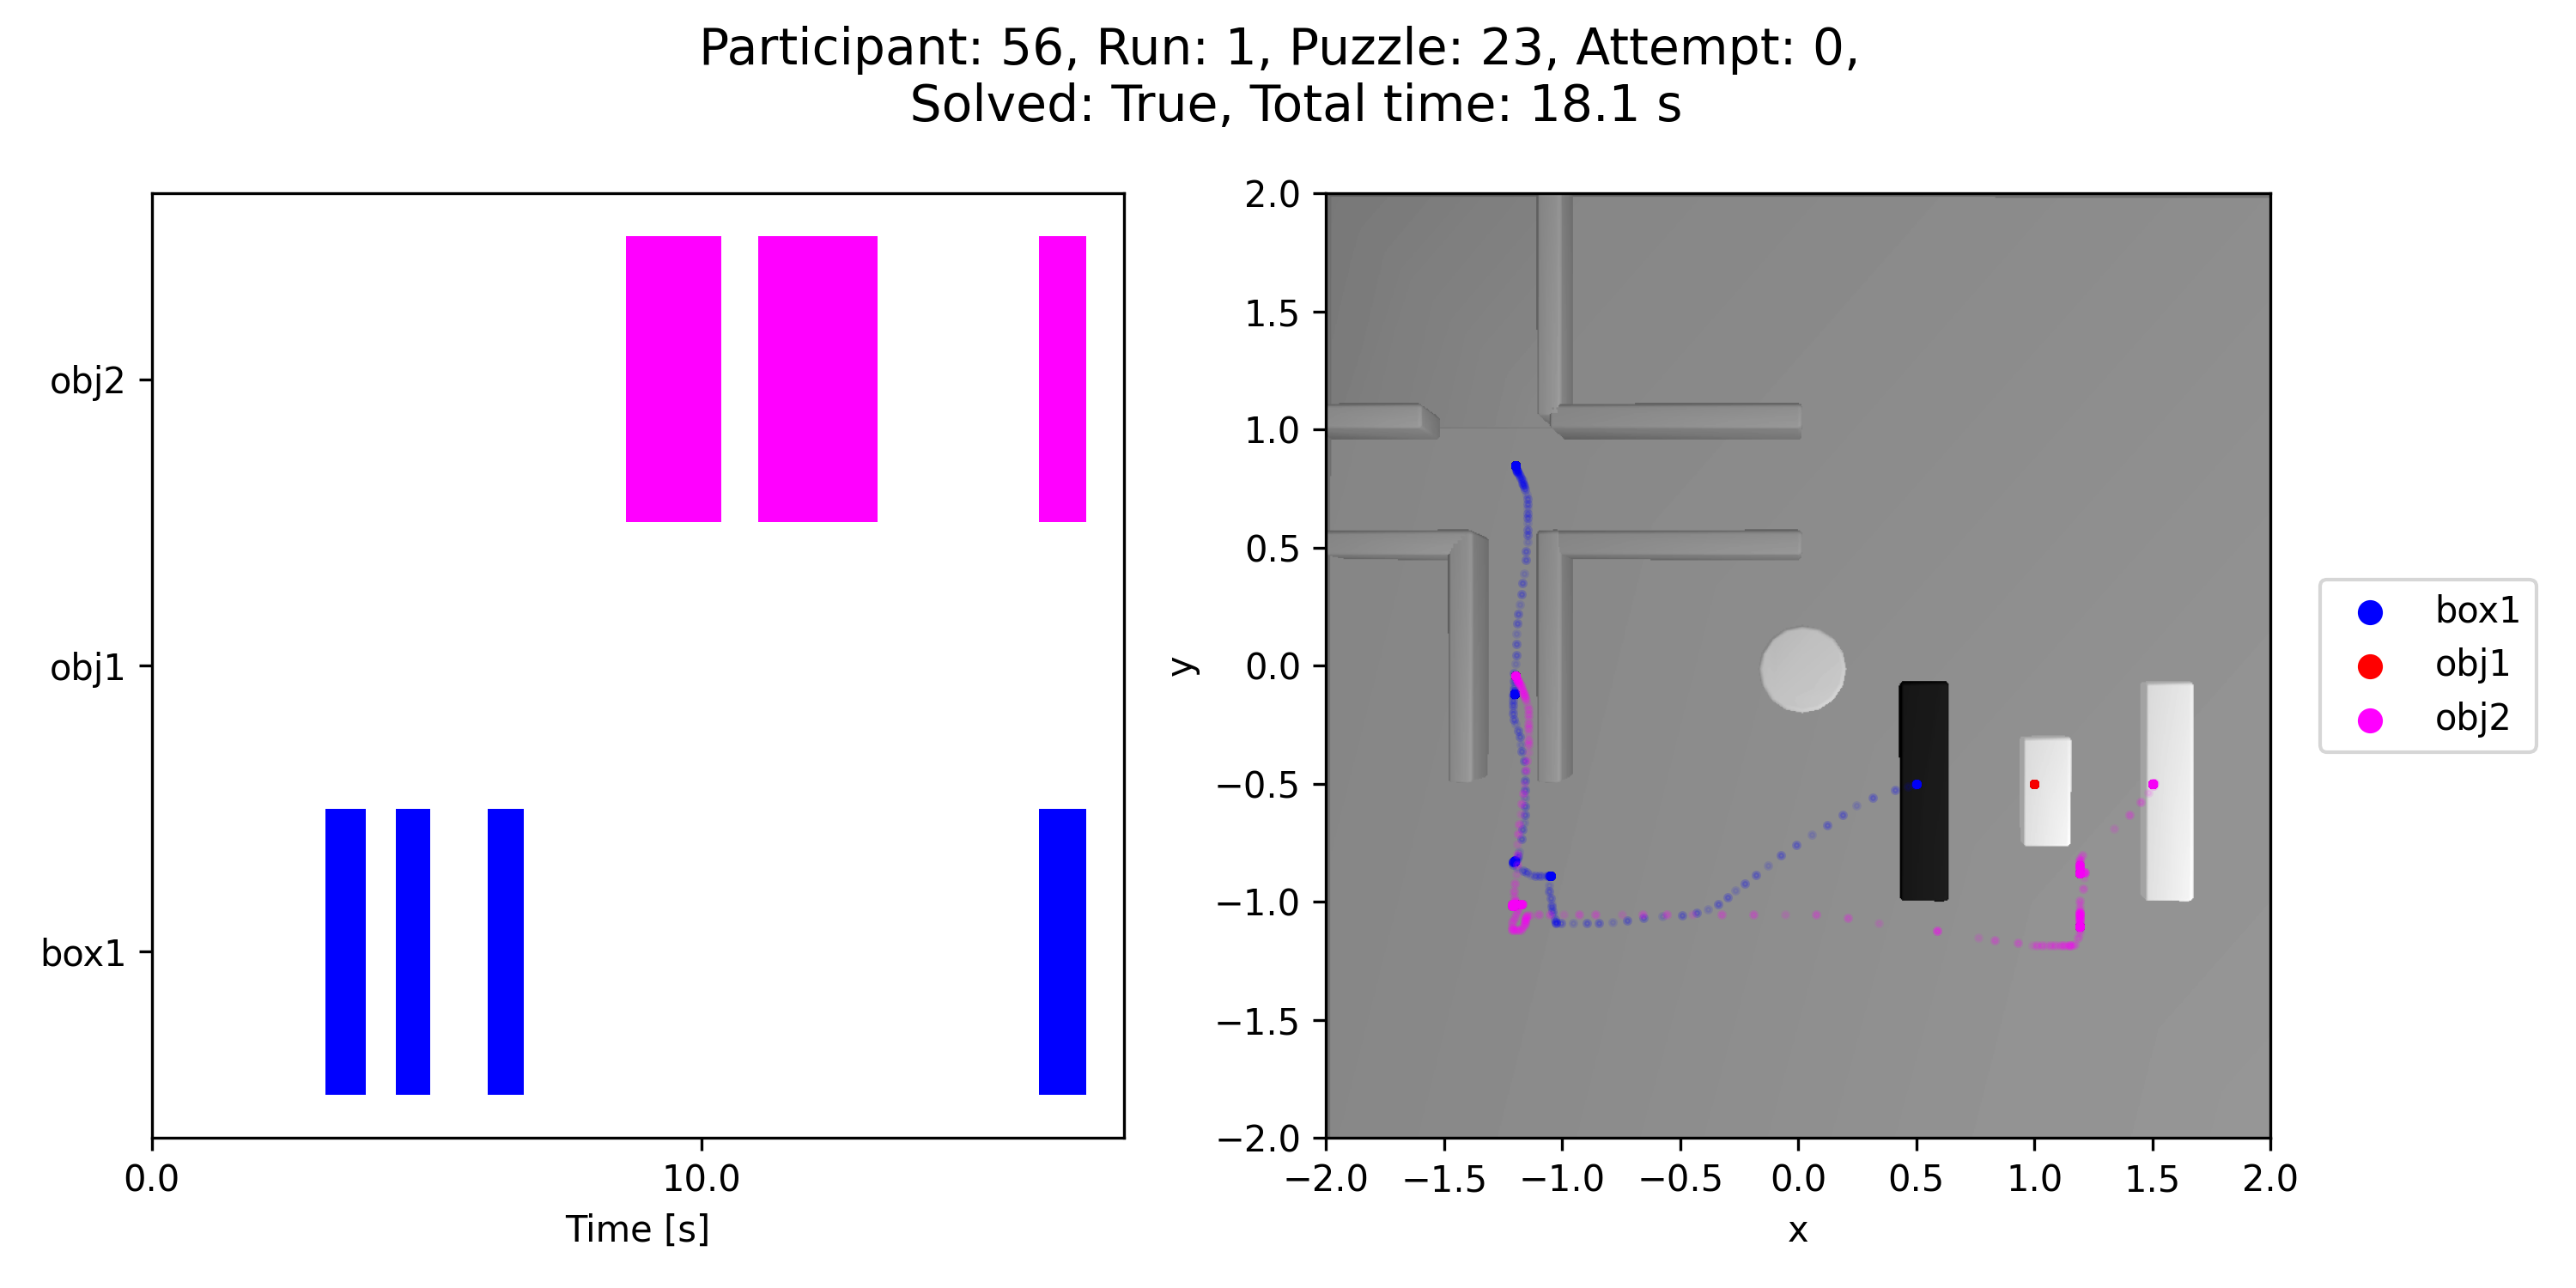 Participant: 56, Run: 1, Puzzle: 23, Attempt: 0,
Solved: True, Total time: 18.1 s
obj2
obj1
box1
0.0
10.0
Time [s]
2.0
1.5
1.0
0.5
0.0
−0.5
−1.0
−1.5
−2.0
y
−2.0
−1.5
−1.0
−0.5
0.0
0.5
1.0
1.5
2.0
x
box1
obj1
obj2